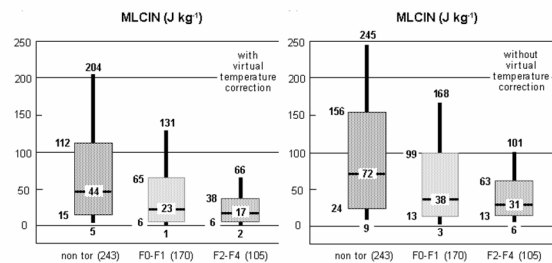 MLCIN (J kg⁻¹)
250
200
150
100
50
0
with
virtual
temperature
correction
204
112
44
15
5
131
65
23
6
1
66
38
17
6
2
non tor (243)
F0-F1 (170)
F2-F4 (105)
MLCIN (J kg⁻¹)
250
200
150
100
50
0
without
virtual
temperature
correction
245
156
72
24
9
168
99
38
13
3
101
63
31
13
6
non tor (243)
F0-F1 (170)
F2-F4 (105)